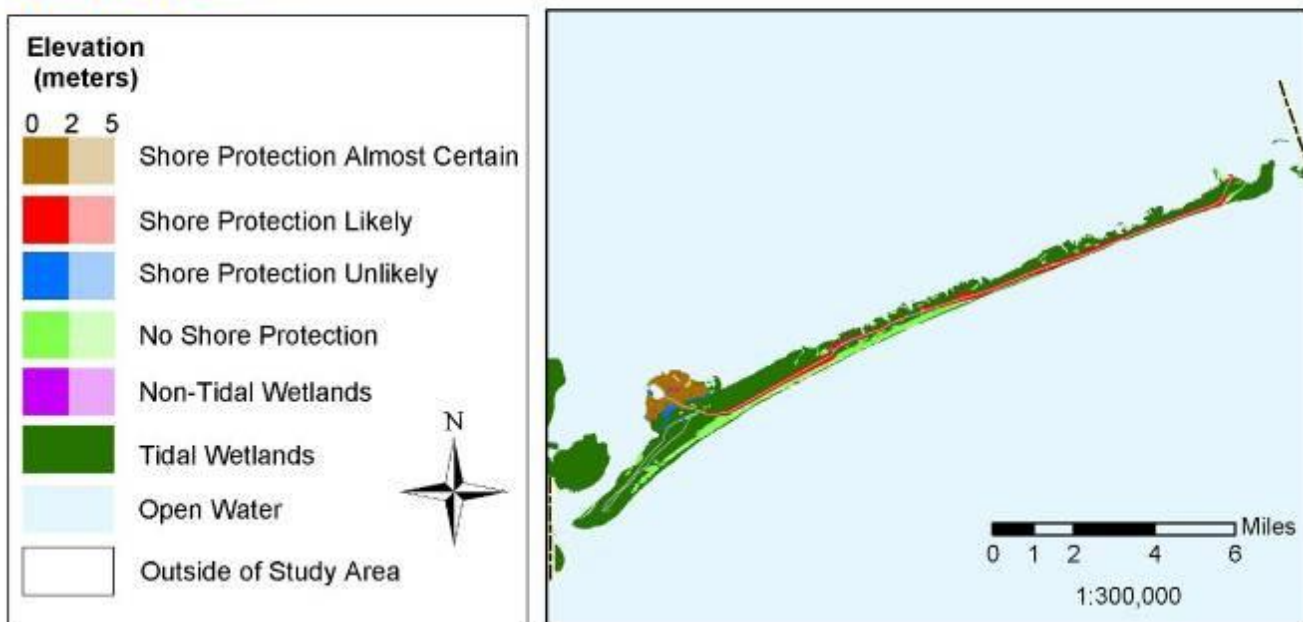 Elevation
(meters)
0 2 5
Shore Protection Almost Certain
Shore Protection Likely
Shore Protection Unlikely
No Shore Protection
Non-Tidal Wetlands
Tidal Wetlands
Open Water
Outside of Study Area
N
Miles
0 1 2 4 6
1:300,000